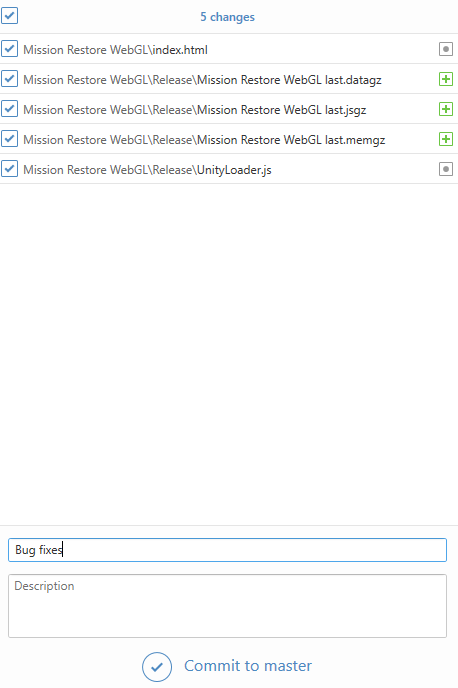 5 changes
Mission Restore WebGL\index.html
Mission Restore WebGL\Release\Mission Restore WebGL last.datagz
Mission Restore WebGL\Release\Mission Restore WebGL last.jsgz
Mission Restore WebGL\Release\Mission Restore WebGL last.memgz
Mission Restore WebGL\Release\UnityLoader.js
Bug fixes
Description
Commit to master